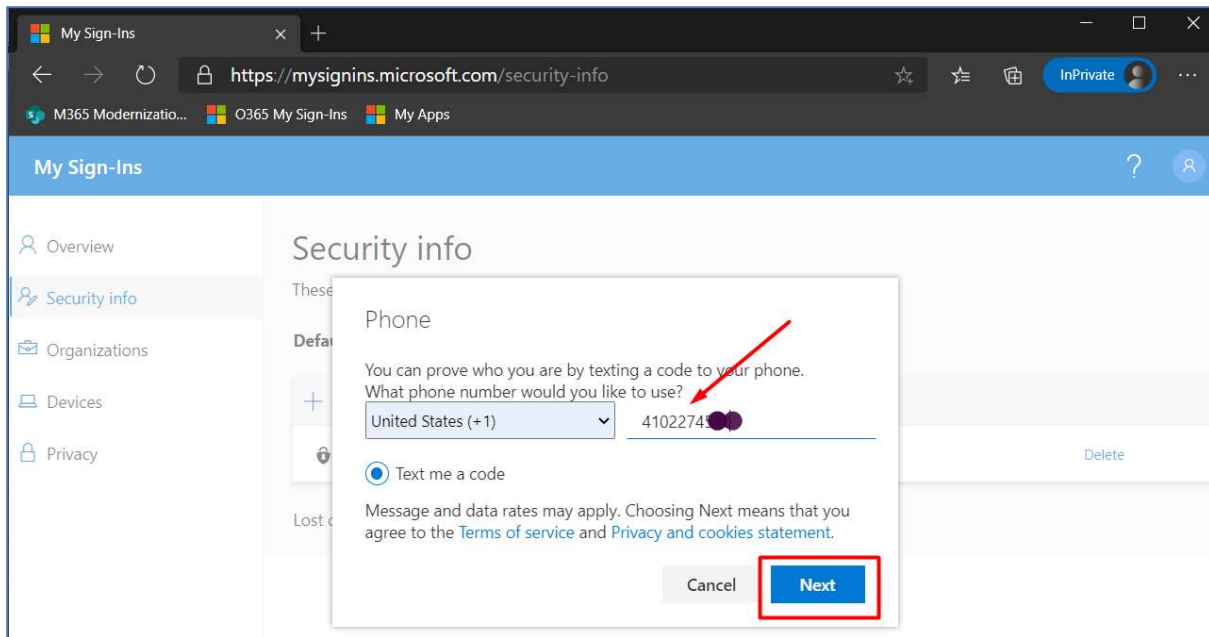 My Sign-Ins
https://mysignins.microsoft.com/security-info
InPrivate
M365 Modernizatio...
O365 My Sign-Ins
My Apps
My Sign-Ins
?
Overview
Security info
Organizations
Devices
Privacy
Security info
These
Defau
Phone
You can prove who you are by texting a code to your phone.
What phone number would you like to use?
United States (+1)
Text me a code
Message and data rates may apply. Choosing Next means that you
agree to the Terms of service and Privacy and cookies statement.
Cancel
Next
Delete
Lost